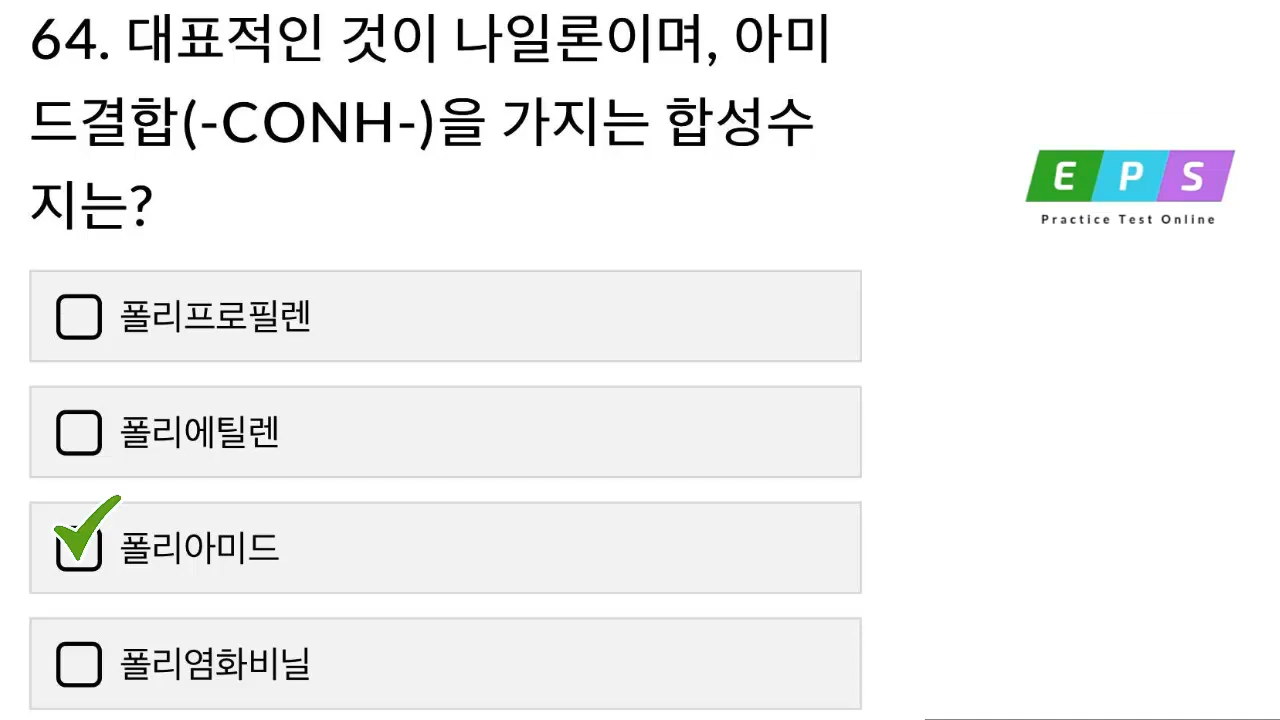 64. 대표적인 것이 나일론이며, 아미
드결합(-CONH-)을 가지는 합성수
지는?
EPS
Practice Test Online
폴리프로필렌
폴리에틸렌
폴리아미드
폴리염화비닐